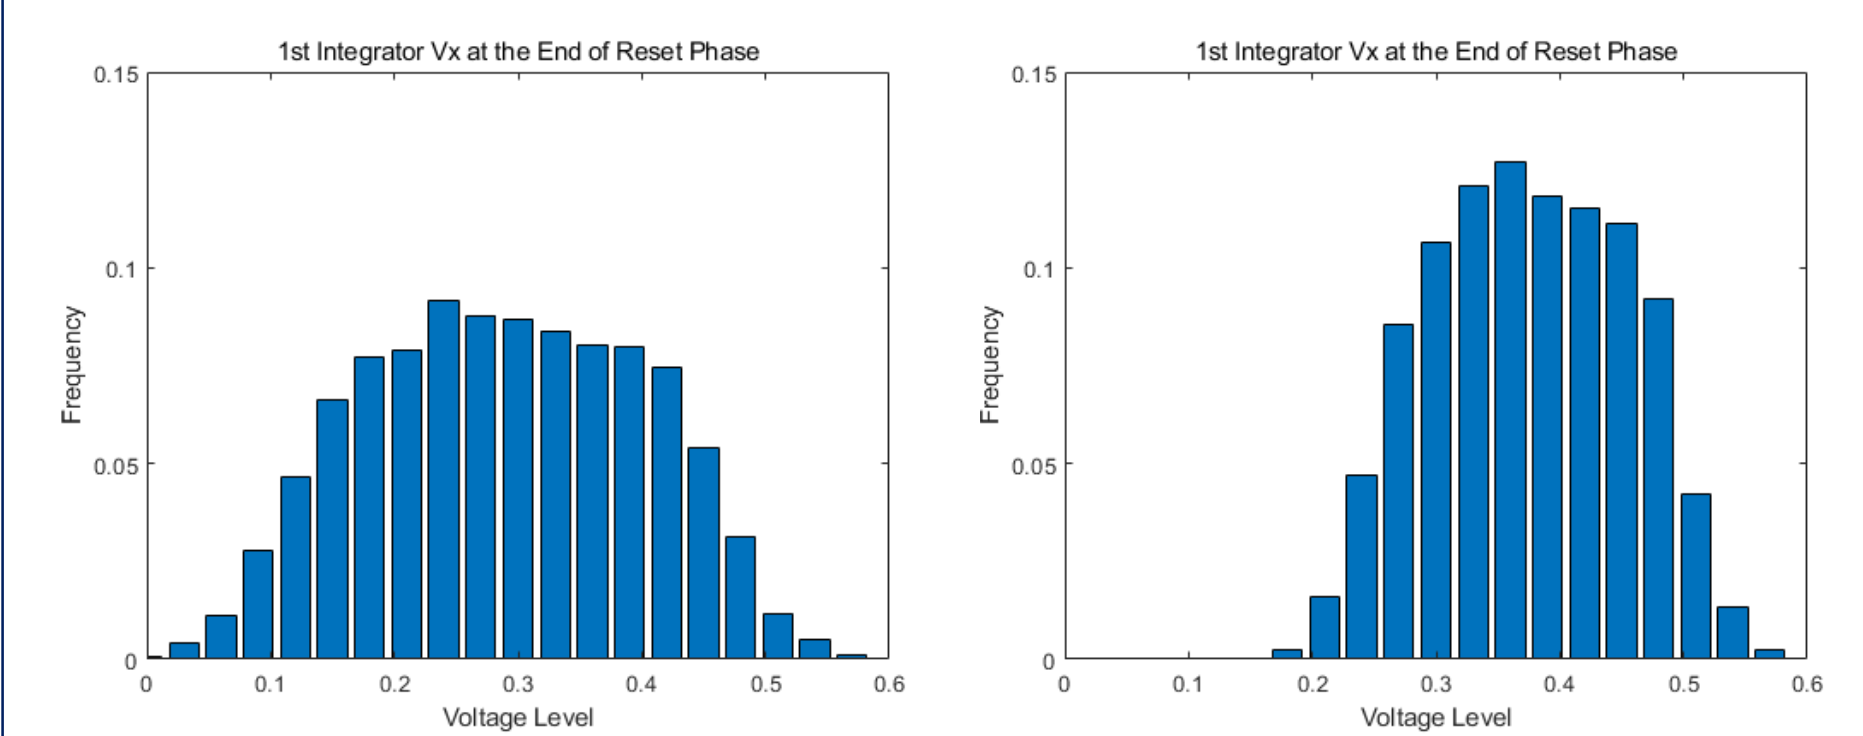 1st Integrator Vx at the End of Reset Phase
0.15
0.1
0.05
0
Frequency
0 0.1 0.2 0.3 0.4 0.5 0.6
Voltage Level
1st Integrator Vx at the End of Reset Phase
0.15
0.1
0.05
0
Frequency
0 0.1 0.2 0.3 0.4 0.5 0.6
Voltage Level